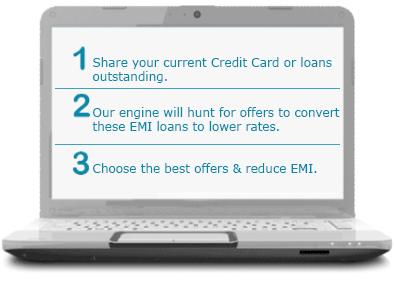 1 Share your current Credit Card or loans
outstanding.
2 Our engine will hunt for offers to convert
these EMI loans to lower rates.
3 Choose the best offers & reduce EMI.